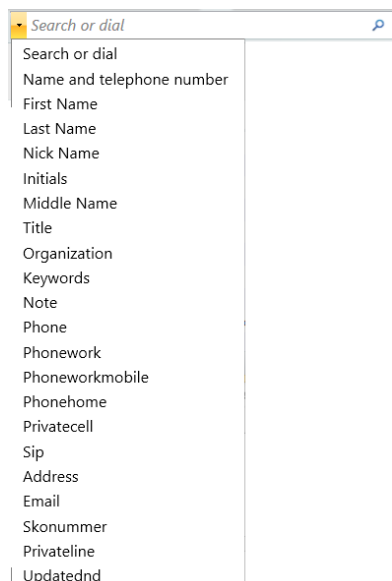 Search or dial
Search or dial
Name and telephone number
First Name
Last Name
Nick Name
Initials
Middle Name
Title
Organization
Keywords
Note
Phone
Phonework
Phoneworkmobile
Phonehome
Privatecell
Sip
Address
Email
Skonummer
Privateline
Updatednd